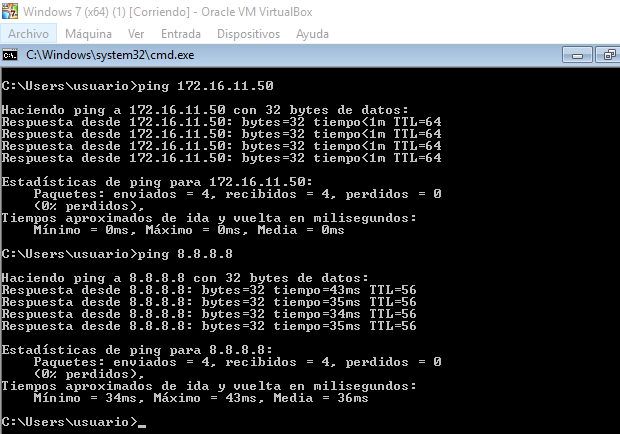 Windows 7 (x64) (1) [Corriendo] - Oracle VM VirtualBox
Archivo Máquina Ver Entrada Dispositivos Ayuda
C:\Windows\system32\cmd.exe
C:\Users\usuario>ping 172.16.11.50
Haciendo ping a 172.16.11.50 con 32 bytes de datos:
Respuesta desde 172.16.11.50: bytes=32 tiempo<1m TTL=64
Respuesta desde 172.16.11.50: bytes=32 tiempo<1m TTL=64
Respuesta desde 172.16.11.50: bytes=32 tiempo<1m TTL=64
Respuesta desde 172.16.11.50: bytes=32 tiempo<1m TTL=64
Estadísticas de ping para 172.16.11.50:
Paquetes: enviados = 4, recibidos = 4, perdidos = 0
(0% perdidos),
Tiempos aproximados de ida y vuelta en milisegundos:
Mínimo = 0ms, Máximo = 0ms, Media = 0ms
C:\Users\usuario>ping 8.8.8.8
Haciendo ping a 8.8.8.8 con 32 bytes de datos:
Respuesta desde 8.8.8.8: bytes=32 tiempo=43ms TTL=56
Respuesta desde 8.8.8.8: bytes=32 tiempo=35ms TTL=56
Respuesta desde 8.8.8.8: bytes=32 tiempo=34ms TTL=56
Respuesta desde 8.8.8.8: bytes=32 tiempo=35ms TTL=56
Estadísticas de ping para 8.8.8.8:
Paquetes: enviados = 4, recibidos = 4, perdidos = 0
(0% perdidos),
Tiempos aproximados de ida y vuelta en milisegundos:
Mínimo = 34ms, Máximo = 43ms, Media = 36ms
C:\Users\usuario>_